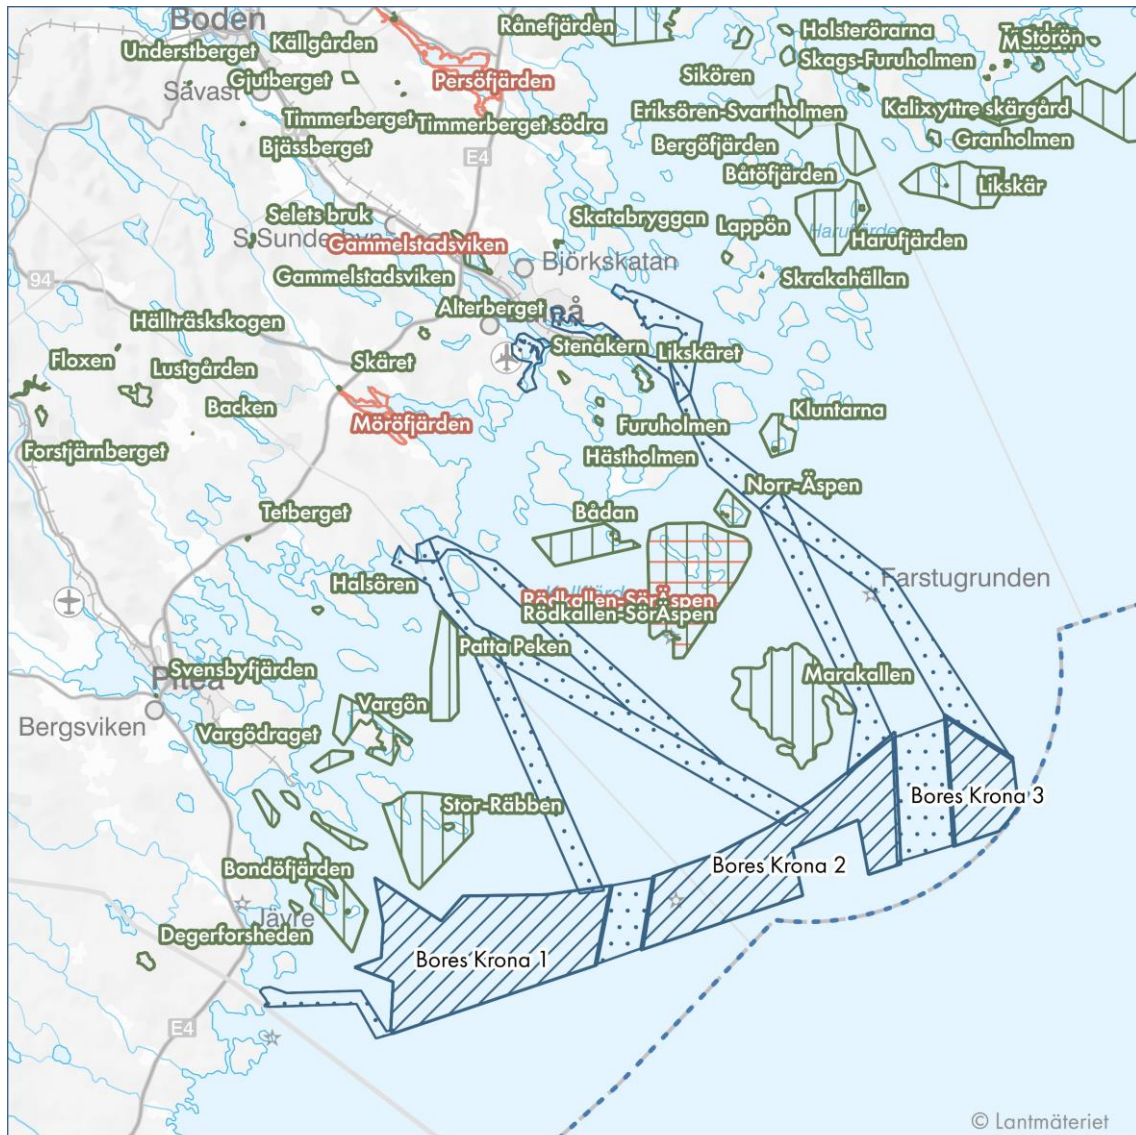 Boden
Rånefjärden
Holsterörarna
Storön
Understberget
Källgården
Skags-Furuholmen
Gjutberget
Persöfjärden
Sikören
Sävast
Eriksören-Svartholmen
Kalix yttre skärgård
Timmerberget
Timmerberget södra
Bergöfjärden
Granholmen
Bjässberget
E4
Båtöfjärden
Likskär
Selets bruk
Skatabryggan
Lappön
Harufjärden
Gammelstadsviken
Björkskatan
Gammelstadsviken
Skrakahällan
94
Alterberget
Hällträskskogen
Floxen
Lustgården
Skäret
Stenåkern
Likskäret
Backen
Möröfjärden
Furuholmen
Kluntarna
Forstjärnberget
Hästholmen
Norr-Äspen
Tetberget
Bådan
Halsören
Farstugrunden
Rödkallen-SörÄspen
Rödkallen-SörÄspen
Patta Peken
Svensbyfjärden
Piteå
Marakallen
Bergsviken
Vargön
Vargödraget
Stor-Räbben
Bores Krona 3
Bores Krona 2
Bondöfjärden
Jävre
Degerforsheden
Bores Krona 1
E4
© Lantmäteriet